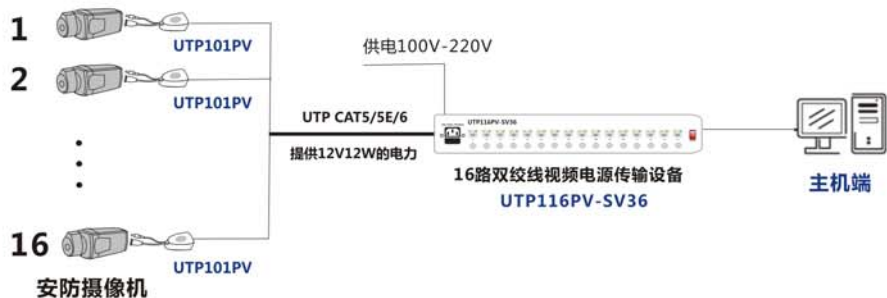 1
UTP101PV
供电100V-220V
2
UTP101PV
UTP CAT5/5E/6
UTP116PV-SV36
提供12V12W的电力
16路双绞线视频电源传输设备
UTP116PV-SV36
主机端
16
UTP101PV
安防摄像机